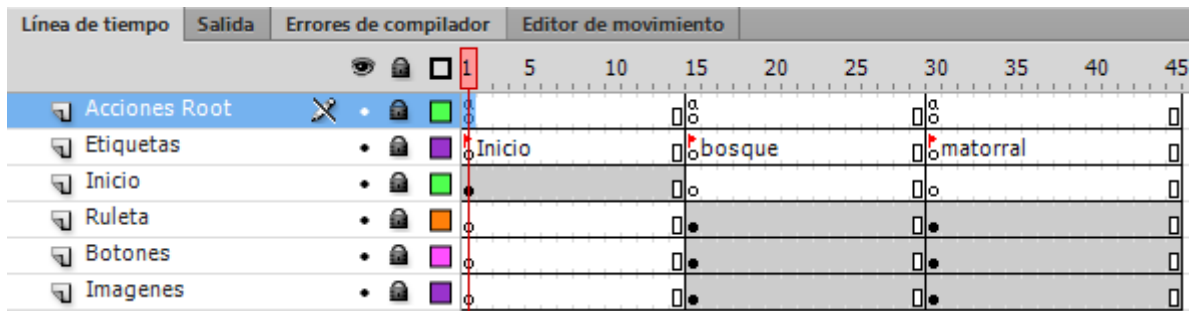 Línea de tiempo Salida Errores de compilador Editor de movimiento
1 5 10 15 20 25 30 35 40 45
Acciones Root a a a
Etiquetas Inicio bosque matorral
Inicio
Ruleta
Botones
Imagenes